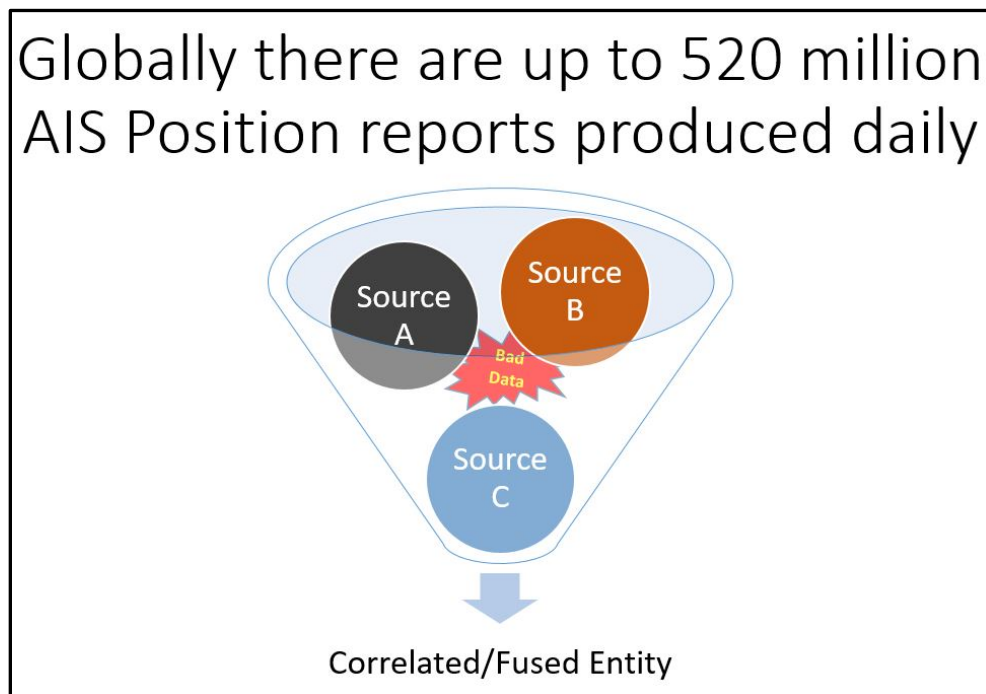 Globally there are up to 520 million
AIS Position reports produced daily
Source
A
Source
B
Bad
Data
Source
C
Correlated/Fused Entity